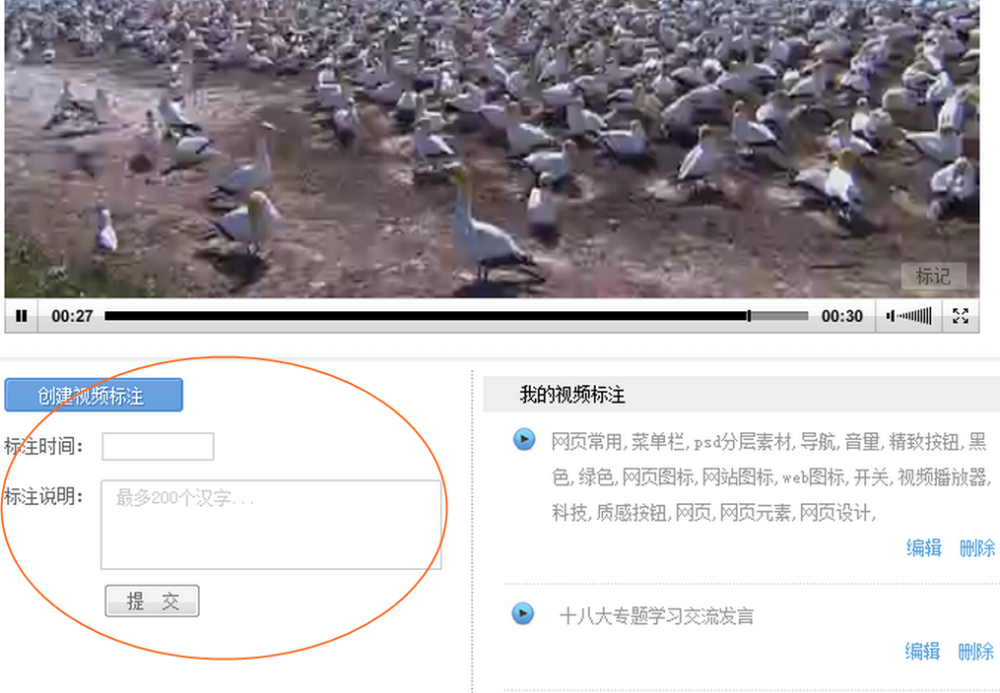 标记
00:27
00:30
创建视频标注
标注时间：
标注说明：
最多200个汉字...
提 交
我的视频标注
网页常用,菜单栏,psd分层素材,导航,音量,精致按钮,黑
色,绿色,网页图标,网站图标,web图标,开关,视频播放器,
科技,质感按钮,网页,网页元素,网页设计,
编辑 删除
十八大专题学习交流发言
编辑 删除